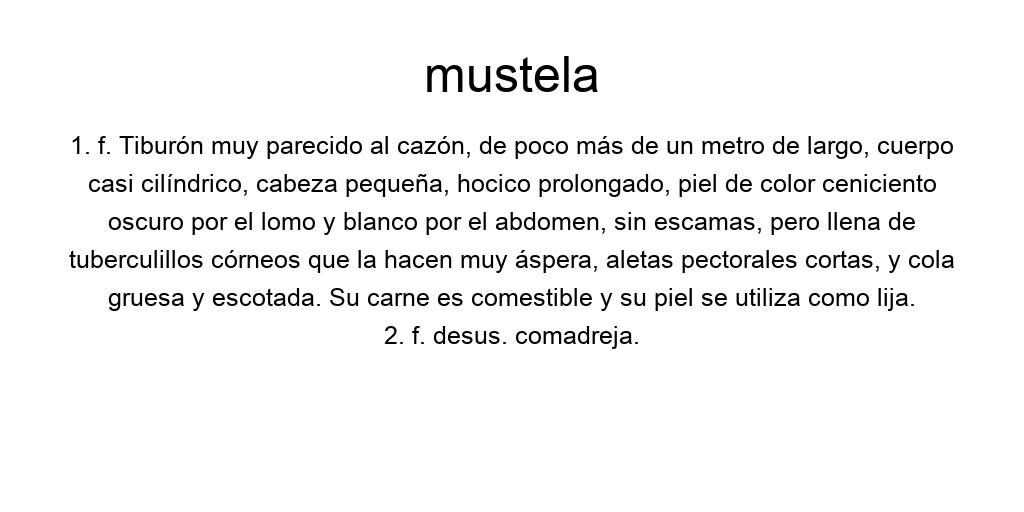 mustela
1. f. Tiburón muy parecido al cazón, de poco más de un metro de largo, cuerpo
casi cilíndrico, cabeza pequeña, hocico prolongado, piel de color ceniciento
oscuro por el lomo y blanco por el abdomen, sin escamas, pero llena de
tuberculillos córneos que la hacen muy áspera, aletas pectorales cortas, y cola
gruesa y escotada. Su carne es comestible y su piel se utiliza como lija.
2. f. desus. comadreja.